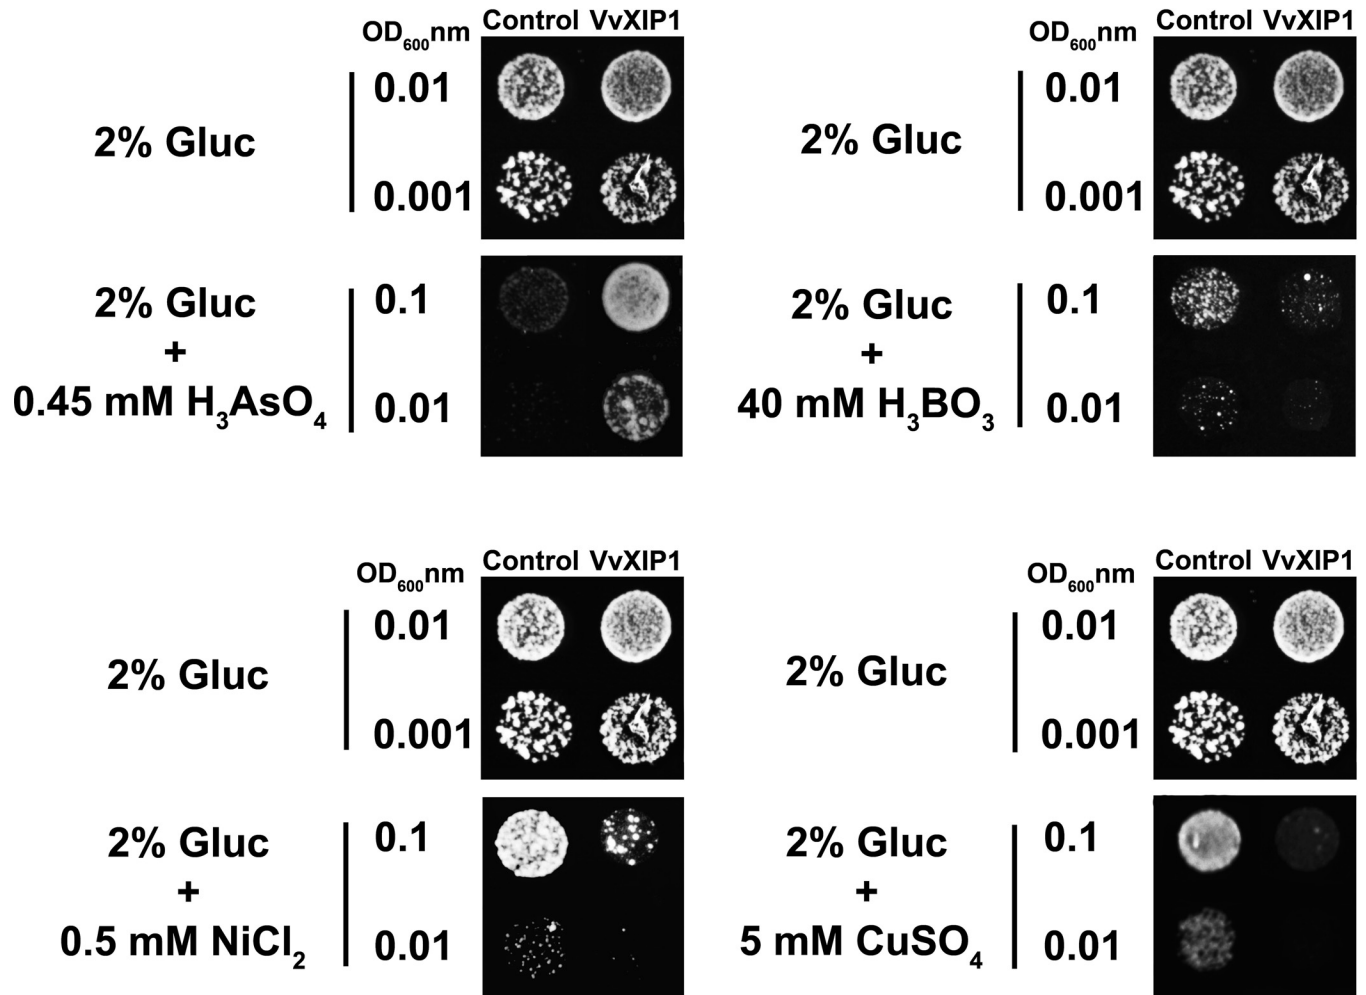 Control VvXIP1
OD600nm
0.01
2% Gluc
0.001
2% Gluc
+
0.45 mM H3AsO4
0.1
0.01
Control VvXIP1
OD600nm
0.01
2% Gluc
0.001
2% Gluc
+
40 mM H3BO3
0.1
0.01
Control VvXIP1
OD600nm
0.01
2% Gluc
0.001
2% Gluc
+
0.5 mM NiCl2
0.1
0.01
Control VvXIP1
OD600nm
0.01
2% Gluc
0.001
2% Gluc
+
5 mM CuSO4
0.1
0.01